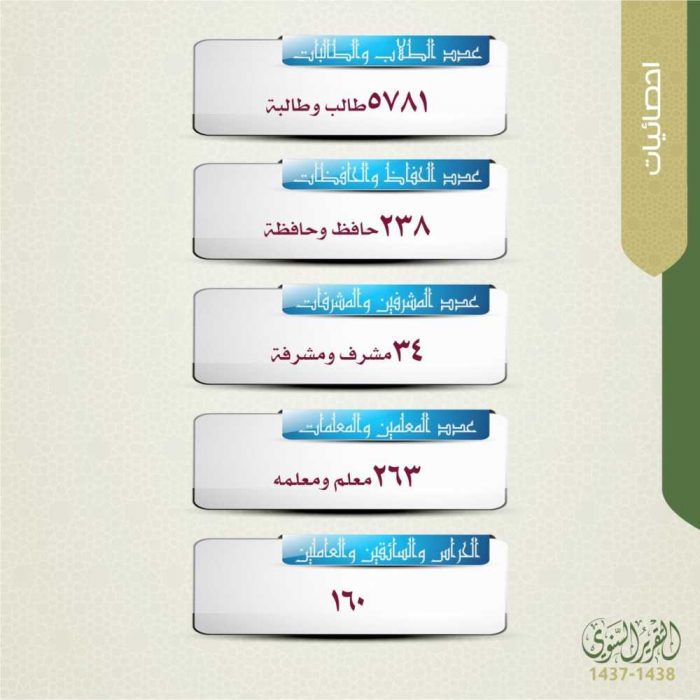 احصائيات
عدد الطلاب والطالبات
٥٧٨١ طالب وطالبة
عدد الحفاظ والحافظات
٢٣٨ حافظ وحافظة
عدد المشرفين والمشرفات
٣٤ مشرف ومشرفة
عدد المعلمين والمعلمات
٢٦٣ معلم ومعلمه
الحراس والسائقين والعاملين
١٦٠
التقرير السنوي
1437-1438